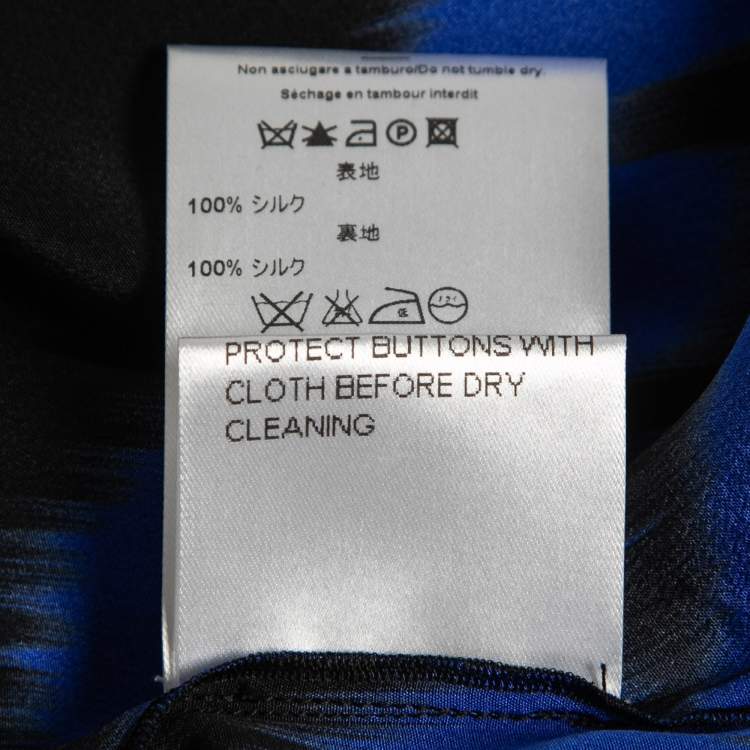 Non asciugare a tamburo/Do not tumble dry.
Séchage en tambour interdit
P
表地
100% シルク
裏地
100% シルク
PROTECT BUTTONS WITH
CLOTH BEFORE DRY
CLEANING